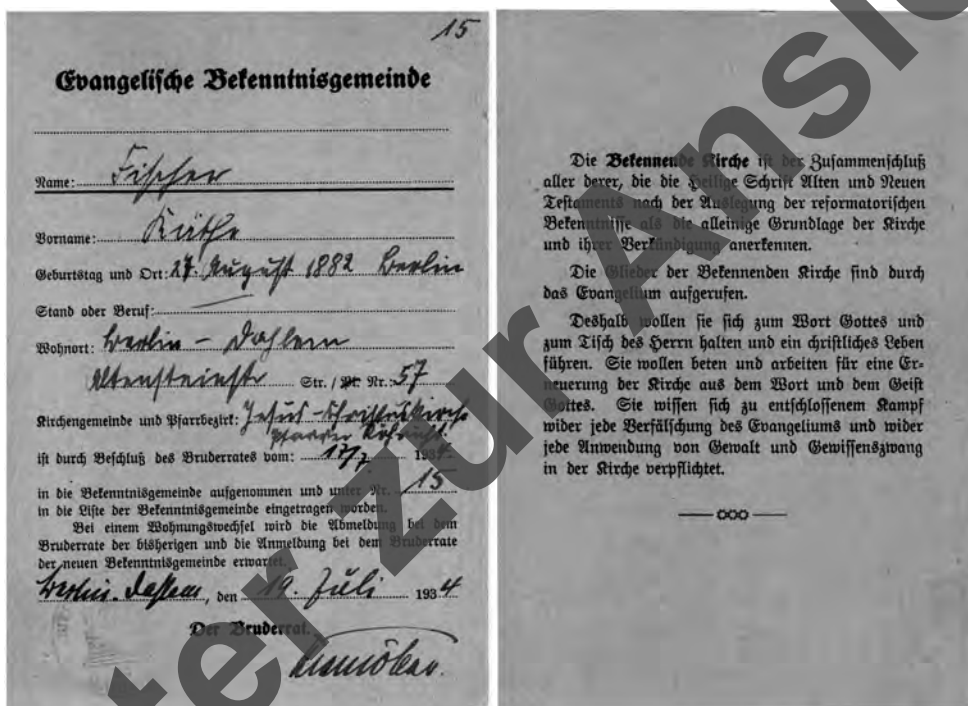 15
Evangelische Bekenntnisgemeinde
Name: Fischer
Vorname: Käthe
Geburtstag und Ort: 27. August 1882 Berlin
Stand oder Beruf:
Wohnort: Berlin - Dahlem
Altensteinstr Str. / Pl. Nr.: 57
Kirchengemeinde und Pfarrbezirk: Jesus-Christuskirche
Pfarrer
ist durch Beschluß des Bruderrates vom: 17/7 1934.
in die Bekenntnisgemeinde aufgenommen und unter Nr. 15
in die Liste der Bekenntnisgemeinde eingetragen worden.
Bei einem Wohnungswechsel wird die Abmeldung bei dem
Bruderrate der bisherigen und die Anmeldung bei dem Bruderrate
der neuen Bekenntnisgemeinde erwartet.
Berlin-Dahlem, den 19. Juli 1934
Der Bruderrat.
Die Bekennende Kirche ist der Zusammenschluß
aller derer, die die Heilige Schrift Alten und Neuen
Testaments nach der Auslegung der reformatorischen
Bekenntnisse als die alleinige Grundlage der Kirche
und ihrer Verkündigung anerkennen.
Die Glieder der Bekennenden Kirche sind durch
das Evangelium aufgerufen.
Deshalb wollen sie sich zum Wort Gottes und
zum Tisch des Herrn halten und ein christliches Leben
führen. Sie wollen beten und arbeiten für eine Er-
neuerung der Kirche aus dem Wort und dem Geist
Gottes. Sie wissen sich zu entschlossenem Kampf
wider jede Verfälschung des Evangeliums und wider
jede Anwendung von Gewalt und Gewissenszwang
in der Kirche verpflichtet.
ter zur Ansic